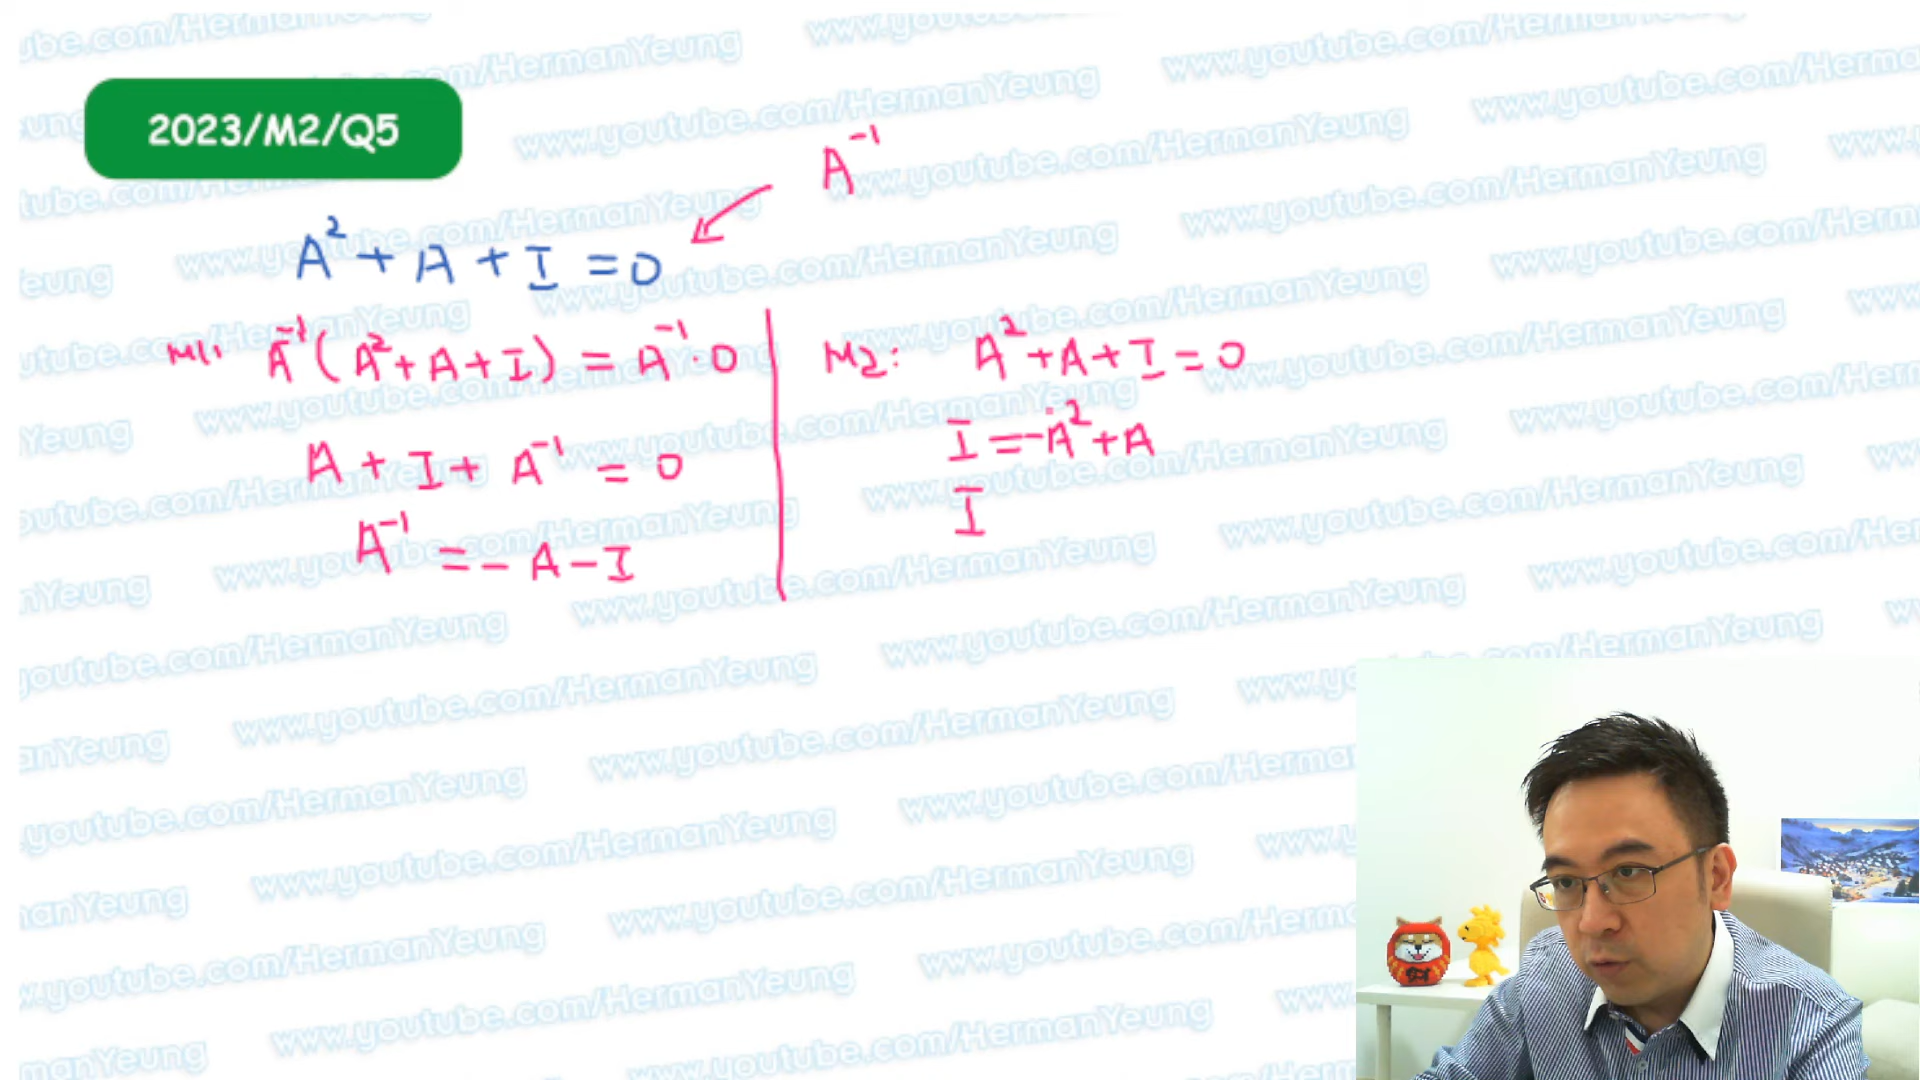 2023/M2/Q5
A⁻¹
A² + A + I = 0
M1: A⁻¹(A² + A + I) = A⁻¹·0
A + I + A⁻¹ = 0
A⁻¹ = -A - I
M2: A² + A + I = 0
I = -A² + A
I
www.youtube.com/HermanYeung